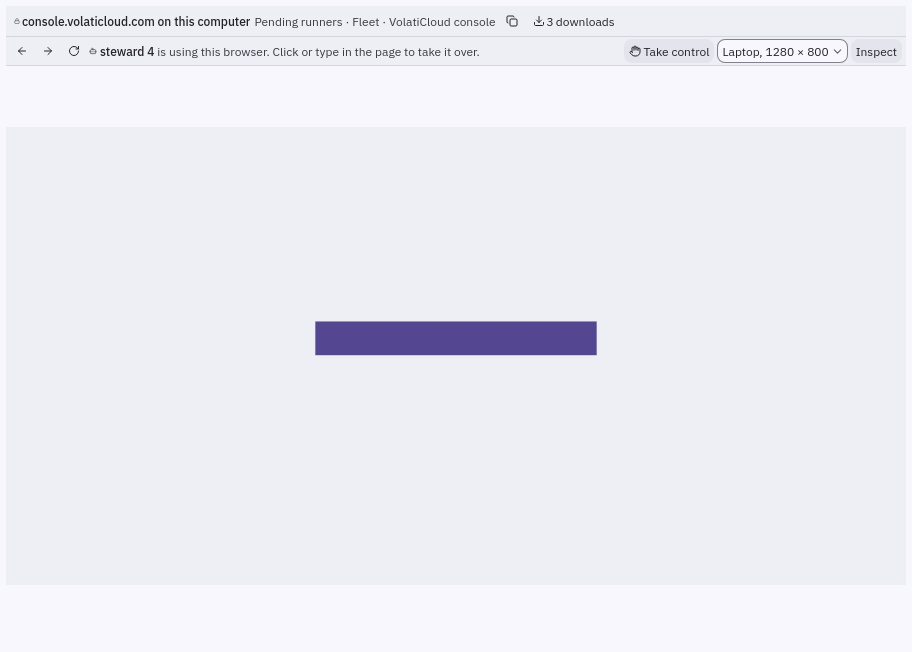 console.volaticloud.com on this computer Pending runners · Fleet · VolatiCloud console 3 downloads
steward 4 is using this browser. Click or type in the page to take it over. Take control Laptop, 1280 × 800 Inspect